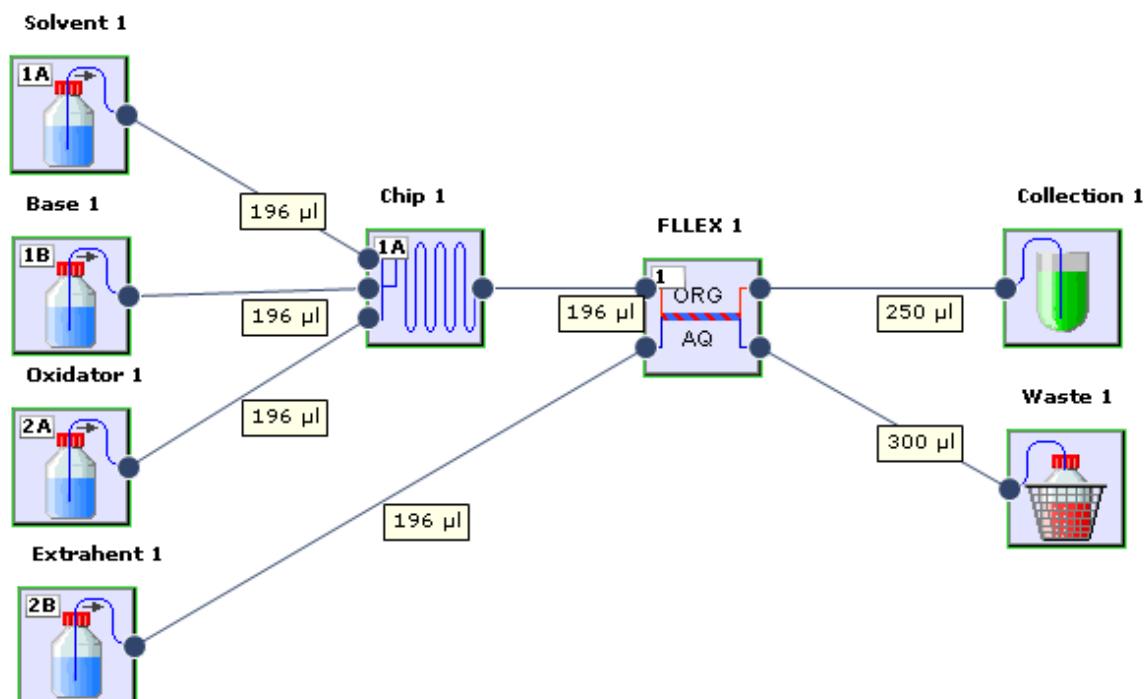 Solvent 1
1A
196 µl
Base 1
1B
196 µl
Oxidator 1
2A
196 µl
Extrahent 1
2B
196 µl
Chip 1
1A
196 µl
FLLEX 1
1
ORG
AQ
250 µl
Collection 1
300 µl
Waste 1